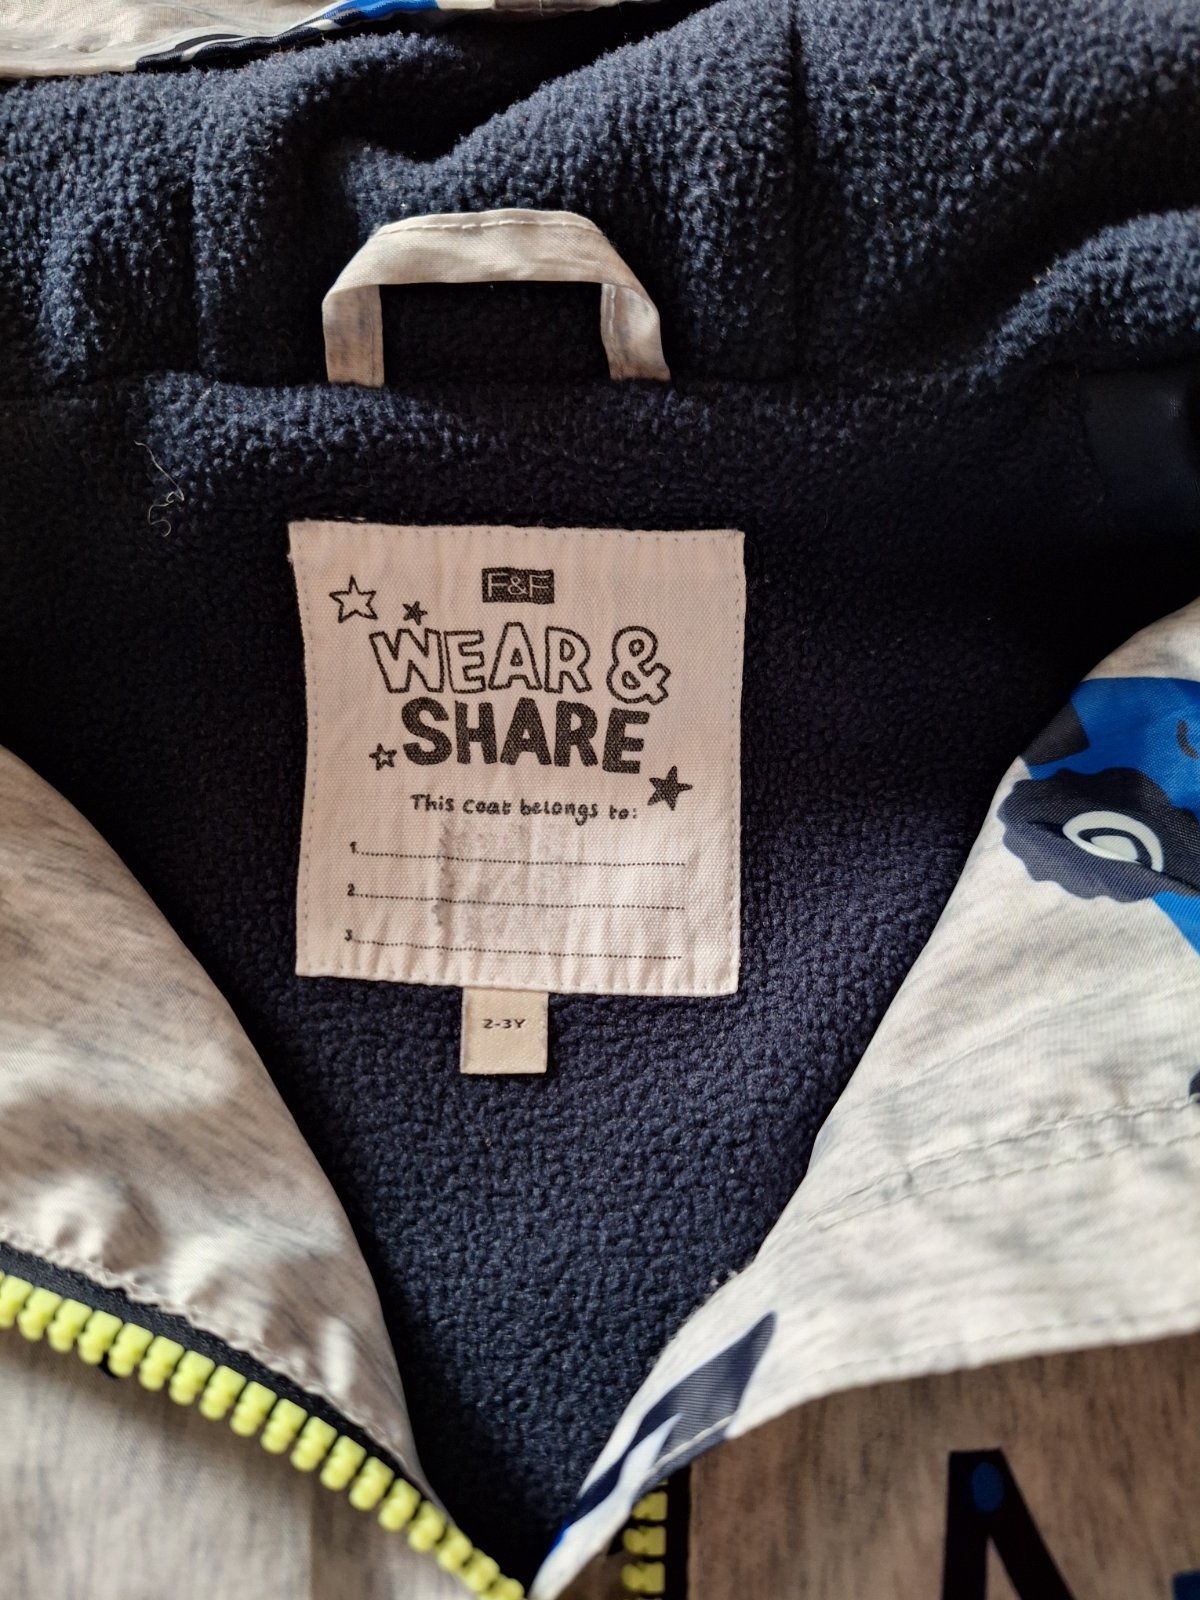 F&F
WEAR &
SHARE
This coat belongs to:
1.
2.
3.
2-3Y